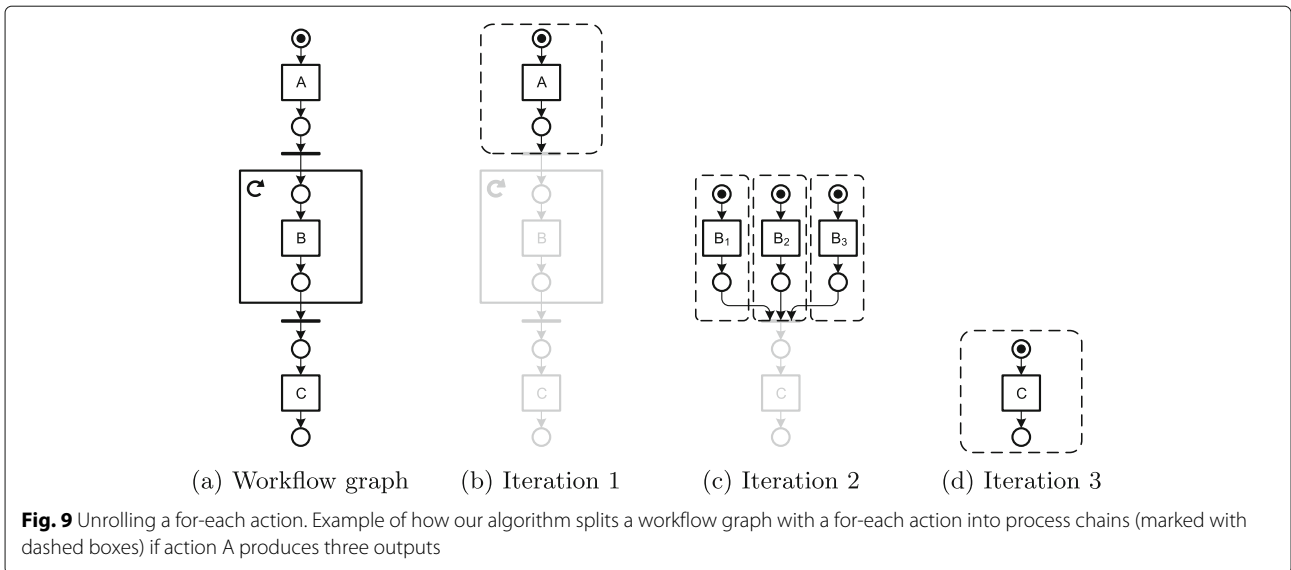 A
B
C
(a) Workflow graph
A
B
C
(b) Iteration 1
B₁ B₂ B₃
C
(c) Iteration 2
C
(d) Iteration 3
Fig. 9 Unrolling a for-each action. Example of how our algorithm splits a workflow graph with a for-each action into process chains (marked with
dashed boxes) if action A produces three outputs